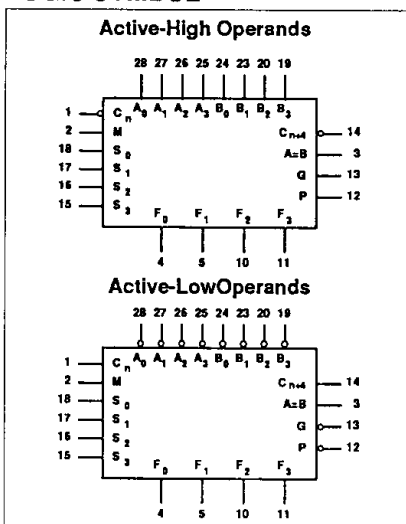 Active-High Operands
28 27 26 25 24 23 20 19
A0 A1 A2 A3 B0 B1 B2 B3
1 Cn
2 M
18 S0
17 S1
16 S2
15 S3
Cn+4 14
A=B 3
G 13
P 12
F0 F1 F2 F3
4 5 10 11
Active-LowOperands
28 27 26 25 24 23 20 19
A0 A1 A2 A3 B0 B1 B2 B3
1 Cn
2 M
18 S0
17 S1
16 S2
15 S3
Cn+4 14
A=B 3
G 13
P 12
F0 F1 F2 F3
4 5 10 11